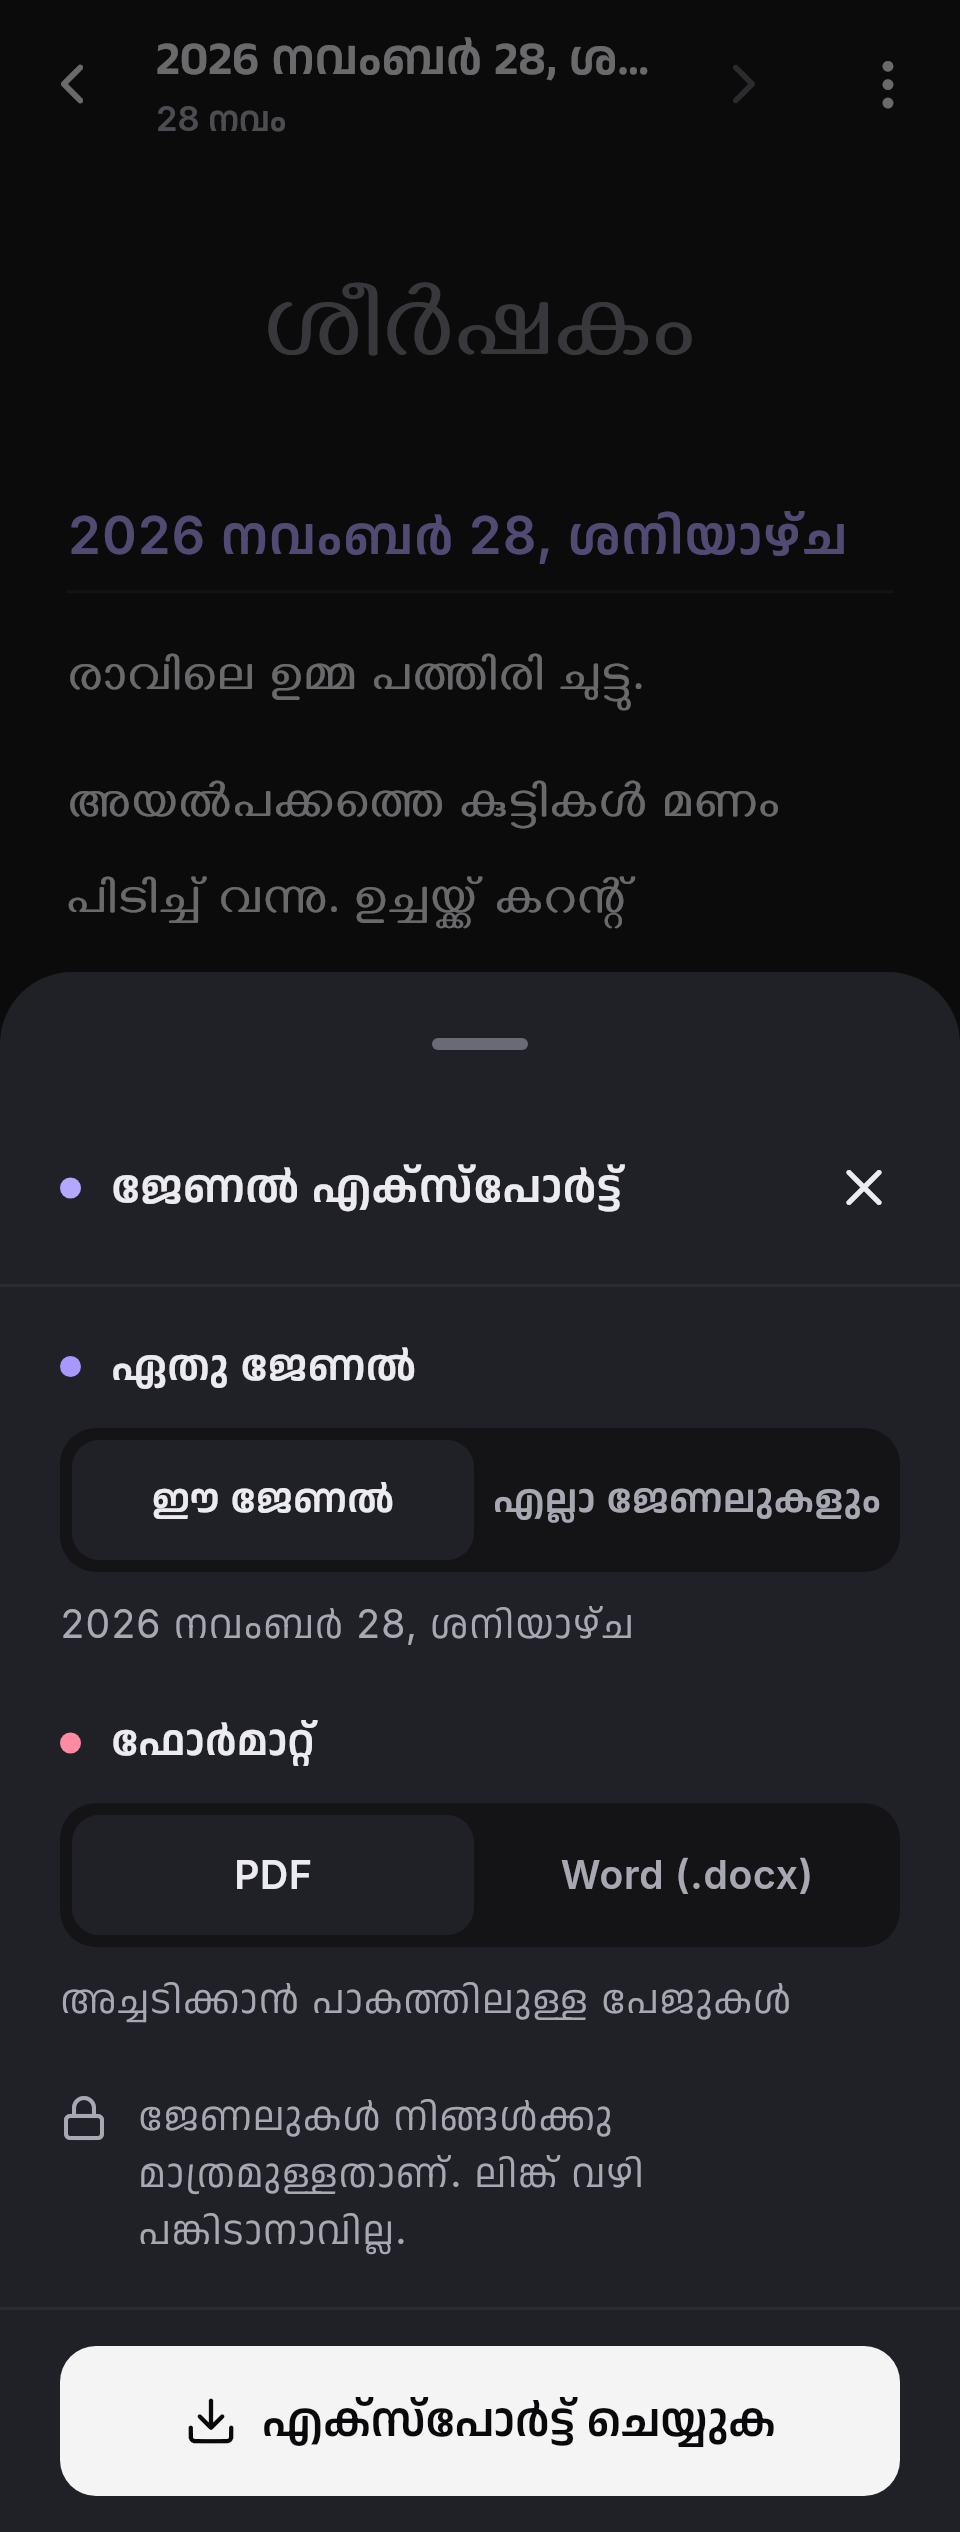 2026 നവംബർ 28, ശ...
28 നവം
ശീർഷകം
2026 നവംബർ 28, ശനിയാഴ്ച
രാവിലെ ഉമ്മ പത്തിരി ചുട്ടു.
അയൽപക്കത്തെ കുട്ടികൾ മണം
പിടിച്ച് വന്നു. ഉച്ചയ്ക്ക് കറന്റ്
ജേണൽ എക്സ്പോർട്ട്
ഏതു ജേണൽ
ഈ ജേണൽ
എല്ലാ ജേണലുകളും
2026 നവംബർ 28, ശനിയാഴ്ച
ഫോർമാറ്റ്
PDF
Word (.docx)
അച്ചടിക്കാൻ പാകത്തിലുള്ള പേജുകൾ
ജേണലുകൾ നിങ്ങൾക്കു
മാത്രമുള്ളതാണ്. ലിങ്ക് വഴി
പങ്കിടാനാവില്ല.
എക്സ്പോർട്ട് ചെയ്യുക